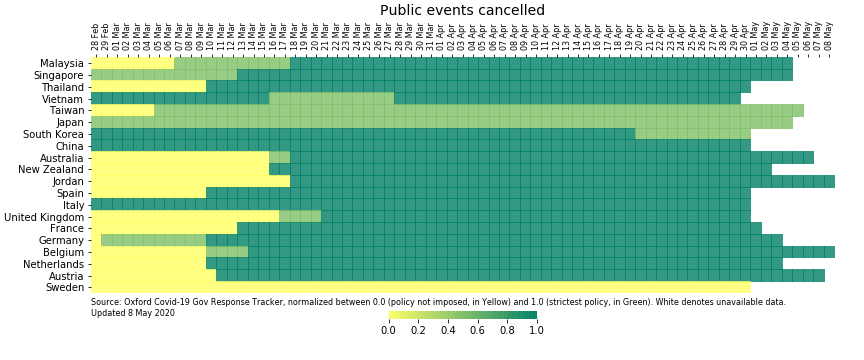 Public events cancelled
28 Feb
29 Feb
01 Mar
02 Mar
03 Mar
04 Mar
05 Mar
06 Mar
07 Mar
08 Mar
09 Mar
10 Mar
11 Mar
12 Mar
13 Mar
14 Mar
15 Mar
16 Mar
17 Mar
18 Mar
19 Mar
20 Mar
21 Mar
22 Mar
23 Mar
24 Mar
25 Mar
26 Mar
27 Mar
28 Mar
29 Mar
30 Mar
31 Mar
01 Apr
02 Apr
03 Apr
04 Apr
05 Apr
06 Apr
07 Apr
08 Apr
09 Apr
10 Apr
11 Apr
12 Apr
13 Apr
14 Apr
15 Apr
16 Apr
17 Apr
18 Apr
19 Apr
20 Apr
21 Apr
22 Apr
23 Apr
24 Apr
25 Apr
26 Apr
27 Apr
28 Apr
29 Apr
30 Apr
01 May
02 May
03 May
04 May
05 May
06 May
07 May
08 May
Malaysia
Singapore
Thailand
Vietnam
Taiwan
Japan
South Korea
China
Australia
New Zealand
Jordan
Spain
Italy
United Kingdom
France
Germany
Belgium
Netherlands
Austria
Sweden
Source: Oxford Covid-19 Gov Response Tracker, normalized between 0.0 (policy not imposed, in Yellow) and 1.0 (strictest policy, in Green). White denotes unavailable data.
Updated 8 May 2020
0.0 0.2 0.4 0.6 0.8 1.0